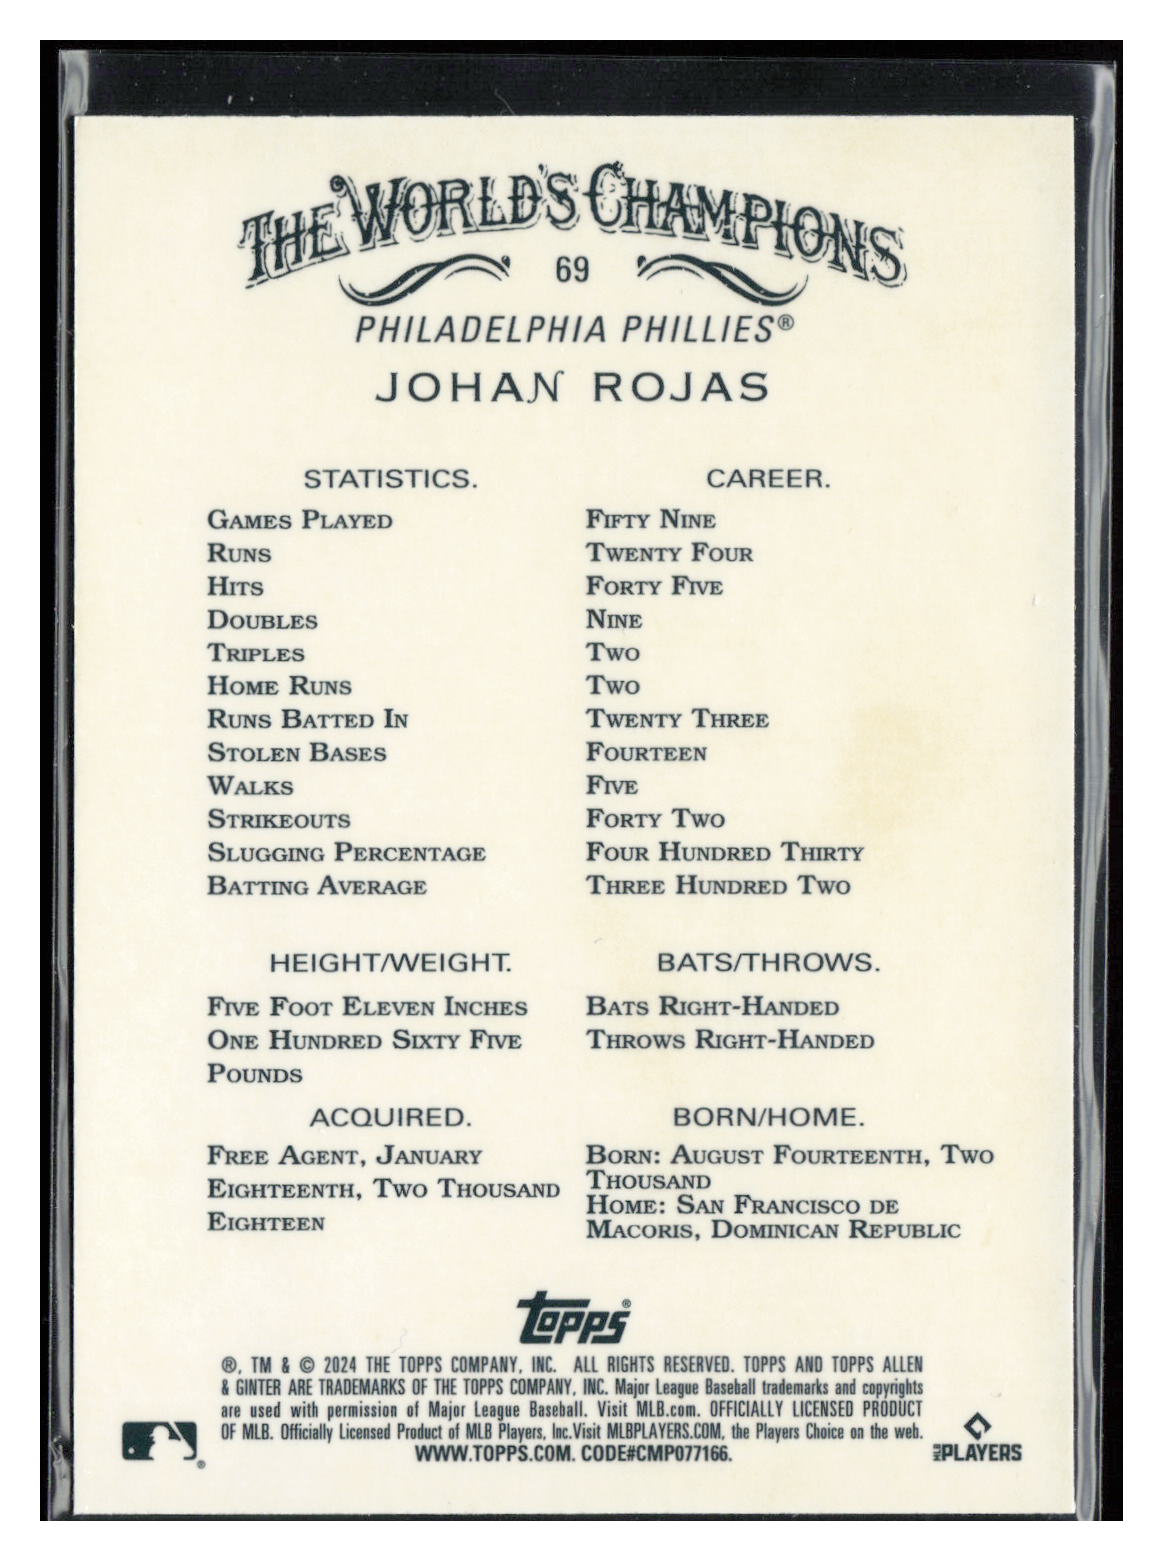 THE WORLD'S CHAMPIONS
69
PHILADELPHIA PHILLIES®
JOHAN ROJAS
STATISTICS. CAREER.
GAMES PLAYED FIFTY NINE
RUNS TWENTY FOUR
HITS FORTY FIVE
DOUBLES NINE
TRIPLES TWO
HOME RUNS TWO
RUNS BATTED IN TWENTY THREE
STOLEN BASES FOURTEEN
WALKS FIVE
STRIKEOUTS FORTY TWO
SLUGGING PERCENTAGE FOUR HUNDRED THIRTY
BATTING AVERAGE THREE HUNDRED TWO
HEIGHT/WEIGHT.
FIVE FOOT ELEVEN INCHES
ONE HUNDRED SIXTY FIVE
POUNDS
BATS/THROWS.
BATS RIGHT-HANDED
THROWS RIGHT-HANDED
ACQUIRED.
FREE AGENT, JANUARY
EIGHTEENTH, TWO THOUSAND
EIGHTEEN
BORN/HOME.
BORN: AUGUST FOURTEENTH, TWO
THOUSAND
HOME: SAN FRANCISCO DE
MACORIS, DOMINICAN REPUBLIC
topps®
®, TM & © 2024 THE TOPPS COMPANY, INC. ALL RIGHTS RESERVED. TOPPS AND TOPPS ALLEN
& GINTER ARE TRADEMARKS OF THE TOPPS COMPANY, INC. Major League Baseball trademarks and copyrights
are used with permission of Major League Baseball. Visit MLB.com. OFFICIALLY LICENSED PRODUCT
OF MLB. Officially Licensed Product of MLB Players, Inc.Visit MLBPLAYERS.COM, the Players Choice on the web.
WWW.TOPPS.COM. CODE#CMP077166.
®
MLB PLAYERS